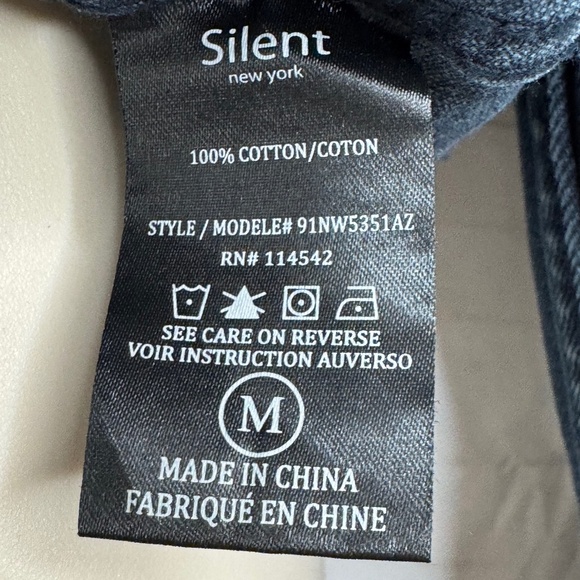 Silent
new york
100% COTTON/COTON
STYLE / MODELE# 91NW5351AZ
RN# 114542
SEE CARE ON REVERSE
VOIR INSTRUCTION AUVERSO
M
MADE IN CHINA
FABRIQUÉ EN CHINE